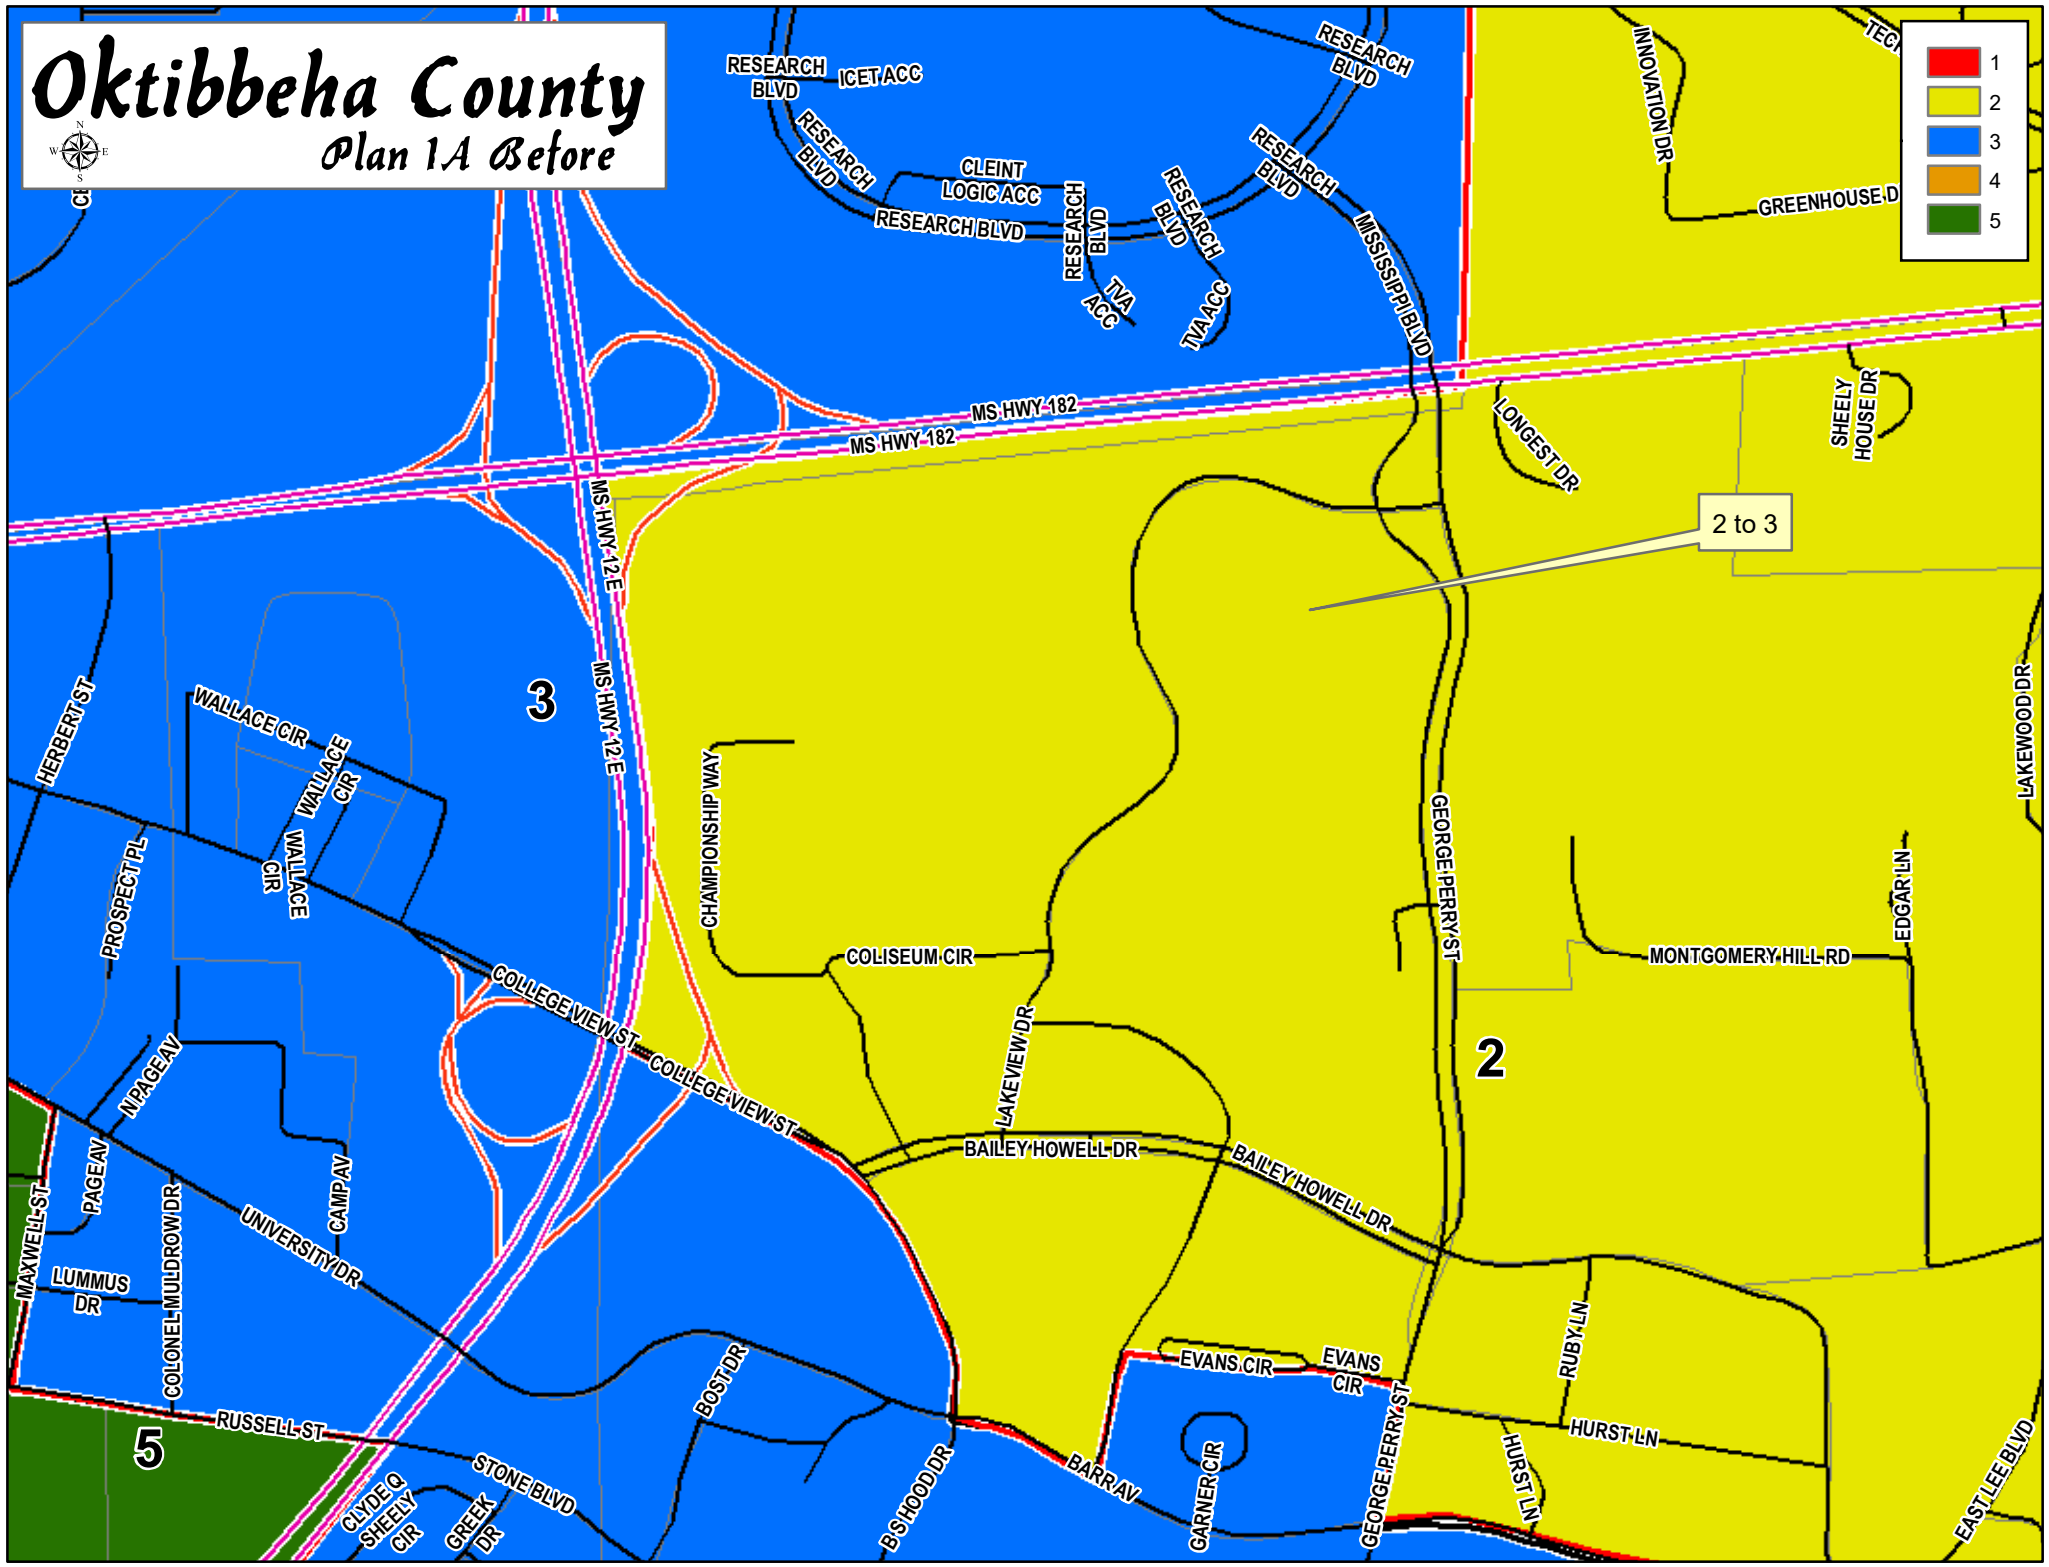 Oktibbeha County
Plan 1A Before
N
W
E
S
1
2
3
4
5
RESEARCH
BLVD
ICET ACC
RESEARCH
BLVD
INNOVATION DR
RESEARCH
BLVD
CLEINT
LOGIC ACC
RESEARCH BLVD
RESEARCH
BLVD
RESEARCH
BLVD
RESEARCH
BLVD
TVA
ACC
TVA ACC
MISSISSIPPI BLVD
GREENHOUSE D
MS HWY 182
MS HWY 182
LONGEST DR
SHEELY
HOUSE DR
2 to 3
MS HWY 12 E
MS HWY 12 E
3
HERBERT ST
WALLACE CIR
WALLACE
CIR
WALLACE
CIR
PROSPECT PL
CHAMPIONSHIP WAY
COLISEUM CIR
GEORGE PERRY ST
LAKEWOOD DR
EDGAR LN
MONTGOMERY HILL RD
COLLEGE VIEW ST
COLLEGE VIEW ST
LAKEVIEW DR
2
N PAGE AV
PAGE AV
CAMP AV
BAILEY HOWELL DR
BAILEY HOWELL DR
MAXWELL ST
LUMMUS
DR
COLONEL MULDROW DR
UNIVERSITY DR
RUSSELL ST
5
BOST DR
STONE BLVD
CLYDE Q
SHEELY
CIR
GREEK
DR
B S HOOD DR
BARR AV
EVANS CIR
EVANS
CIR
GARNER CIR
GEORGE PERRY ST
RUBY LN
HURST LN
HURST LN
EAST LEE BLVD